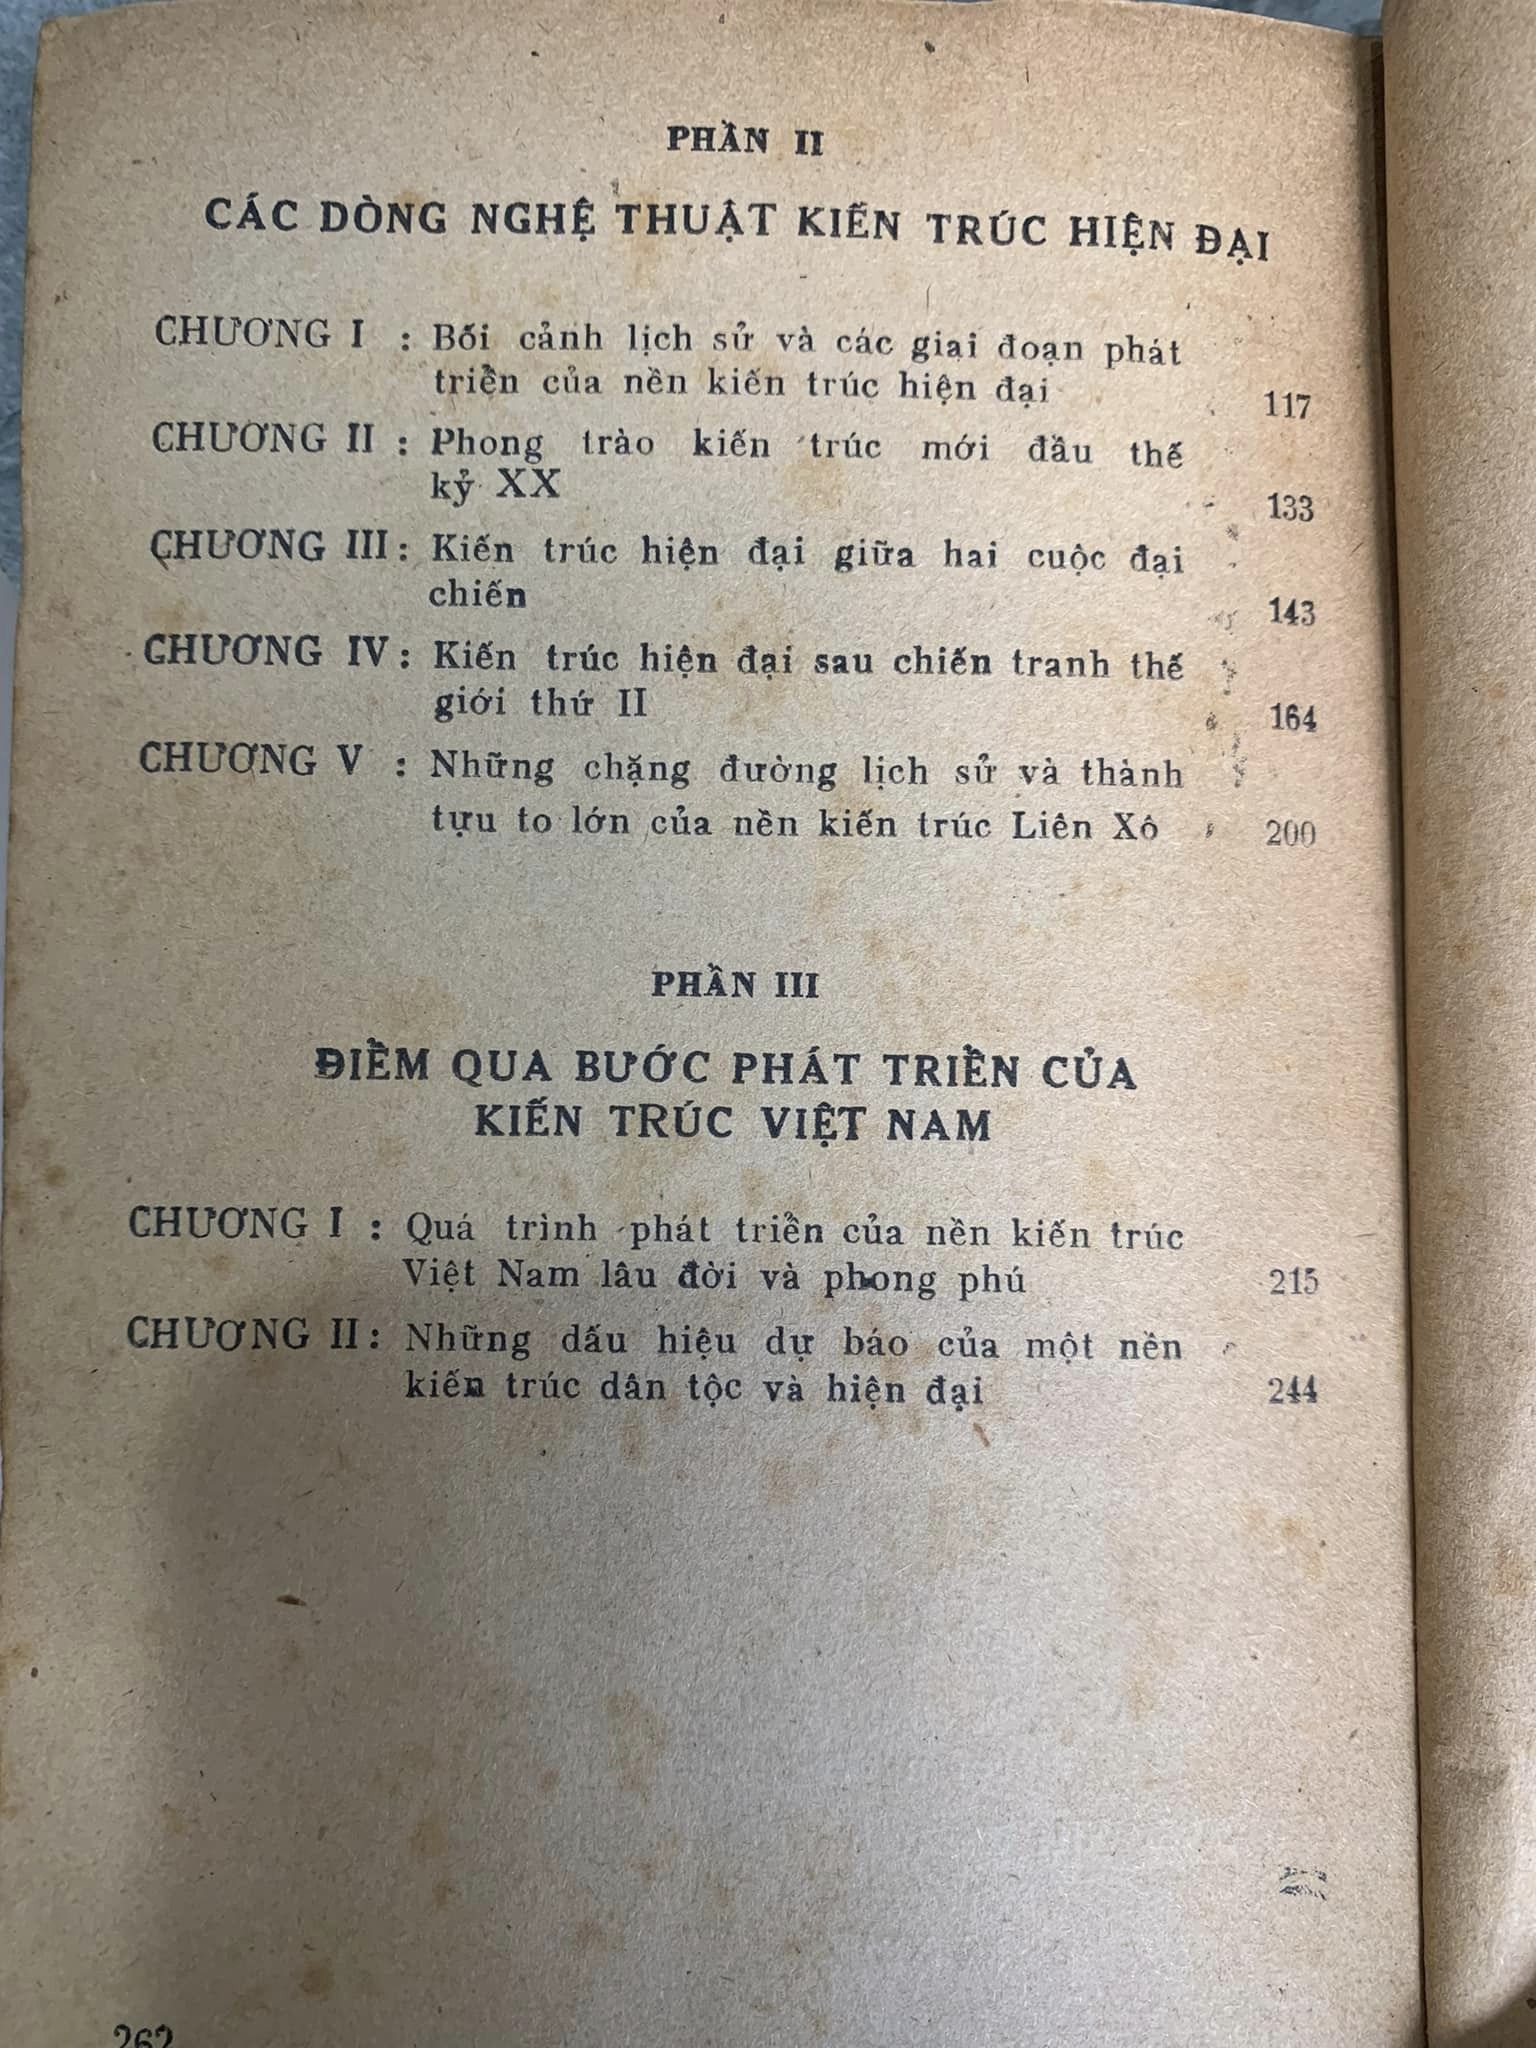 PHẦN II
CÁC DÒNG NGHỆ THUẬT KIẾN TRÚC HIỆN ĐẠI
CHƯƠNG I : Bối cảnh lịch sử và các giai đoạn phát
triển của nền kiến trúc hiện đại 117
CHƯƠNG II : Phong trào kiến trúc mới đầu thế
kỷ XX 133
CHƯƠNG III : Kiến trúc hiện đại giữa hai cuộc đại
chiến 143
CHƯƠNG IV : Kiến trúc hiện đại sau chiến tranh thế
giới thứ II 164
CHƯƠNG V : Những chặng đường lịch sử và thành
tựu to lớn của nền kiến trúc Liên Xô 200
PHẦN III
ĐIỂM QUA BƯỚC PHÁT TRIỂN CỦA
KIẾN TRÚC VIỆT NAM
CHƯƠNG I : Quá trình phát triển của nền kiến trúc
Việt Nam lâu đời và phong phú 215
CHƯƠNG II : Những dấu hiệu dự báo của một nền
kiến trúc dân tộc và hiện đại 244
262